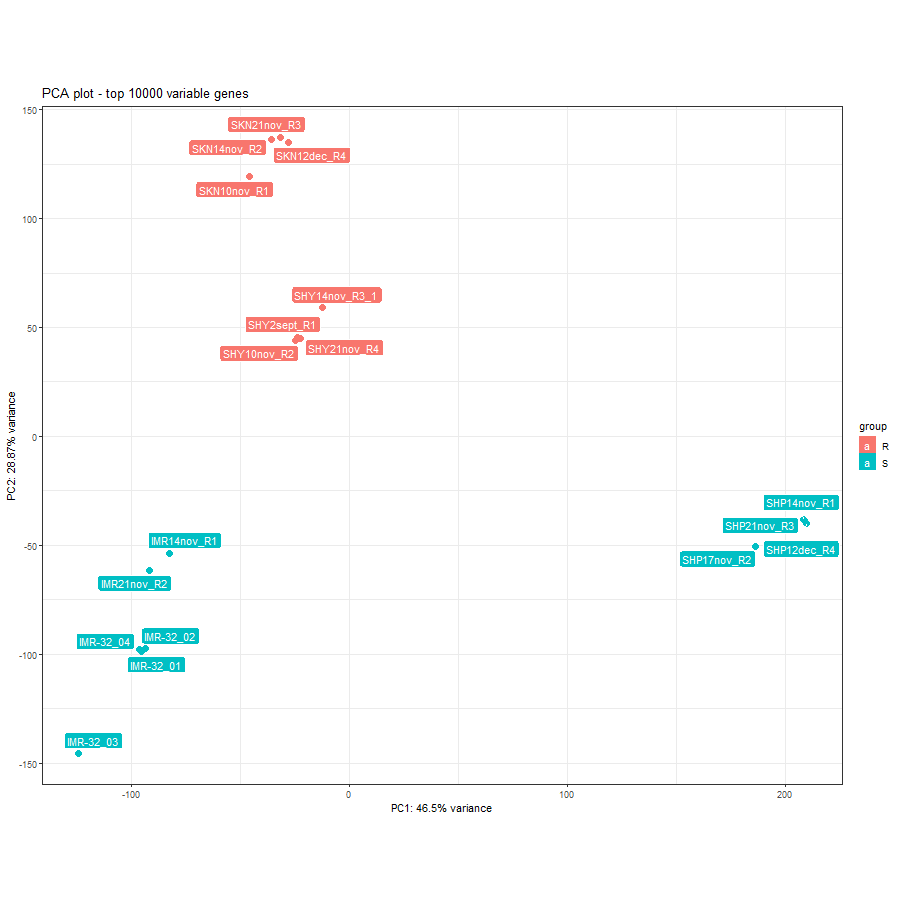 PCA plot - top 10000 variable genes
150
100
50
0
-50
-100
-150
PC2: 28.87% variance
SKN21nov_R3
SKN14nov_R2
SKN12dec_R4
SKN10nov_R1
SHY14nov_R3_1
SHY2sept_R1
SHY10nov_R2
SHY21nov_R4
SHP14nov_R1
SHP21nov_R3
SHP12dec_R4
SHP17nov_R2
IMR14nov_R1
IMR21nov_R2
IMR-32_04
IMR-32_02
IMR-32_01
IMR-32_03
-100
0
100
200
PC1: 46.5% variance
group
a R
a S